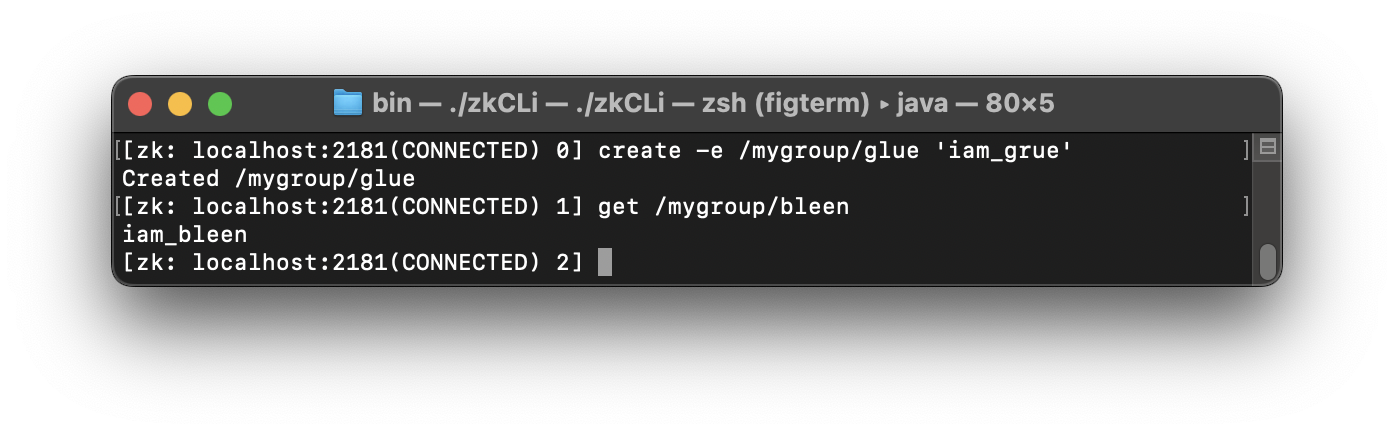 bin — ./zkCLi — ./zkCLi — zsh (figterm) ▸ java — 80×5
[[zk: localhost:2181(CONNECTED) 0] create -e /mygroup/glue 'iam_grue' ]
Created /mygroup/glue
[[zk: localhost:2181(CONNECTED) 1] get /mygroup/bleen ]
iam_bleen
[zk: localhost:2181(CONNECTED) 2]